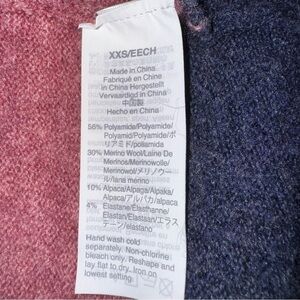 XXS/EECH
Made in China
Fabriqué en Chine
in China Hergestellt
Vervaardigd in China
中国製
Hecho en China
56% Polyamide/Polyamide/
Polyamid/Polyamide/ポ
リアミド/poliamida
30% Merino Wool/Laine De
Merinos/Merinowolle/
Merinowol/メリノウー
ル/lana merino
10% Alpaca/Alpaga/Alpaka/
Alpaca/アルパカ/alpaca
4% Elastane/Elasthanne/
Elastan/Elastaan/エラス
テーン/elastano
Hand wash cold
separately. Non-chlorine
bleach only. Reshape and
lay flat to dry. Iron on
lowest setting.